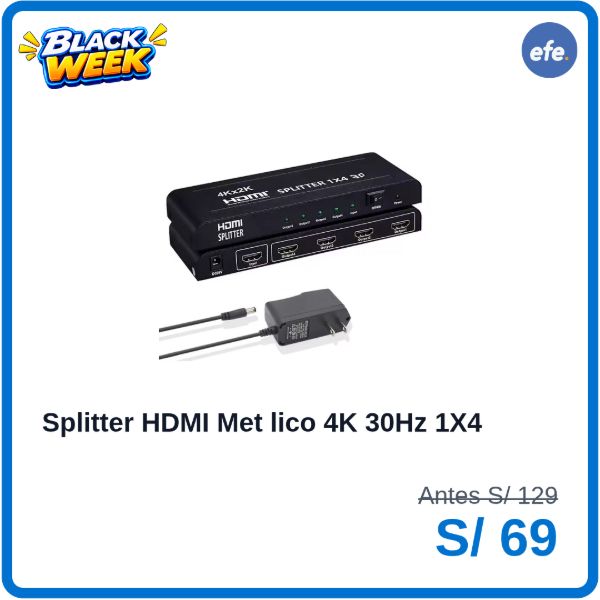 BLACK
WEEK
efe.
4Kx2K
HDMI SPLITTER 1X4 3D
HDMI
SPLITTER
Splitter HDMI Met lico 4K 30Hz 1X4
Antes S/ 129
S/ 69